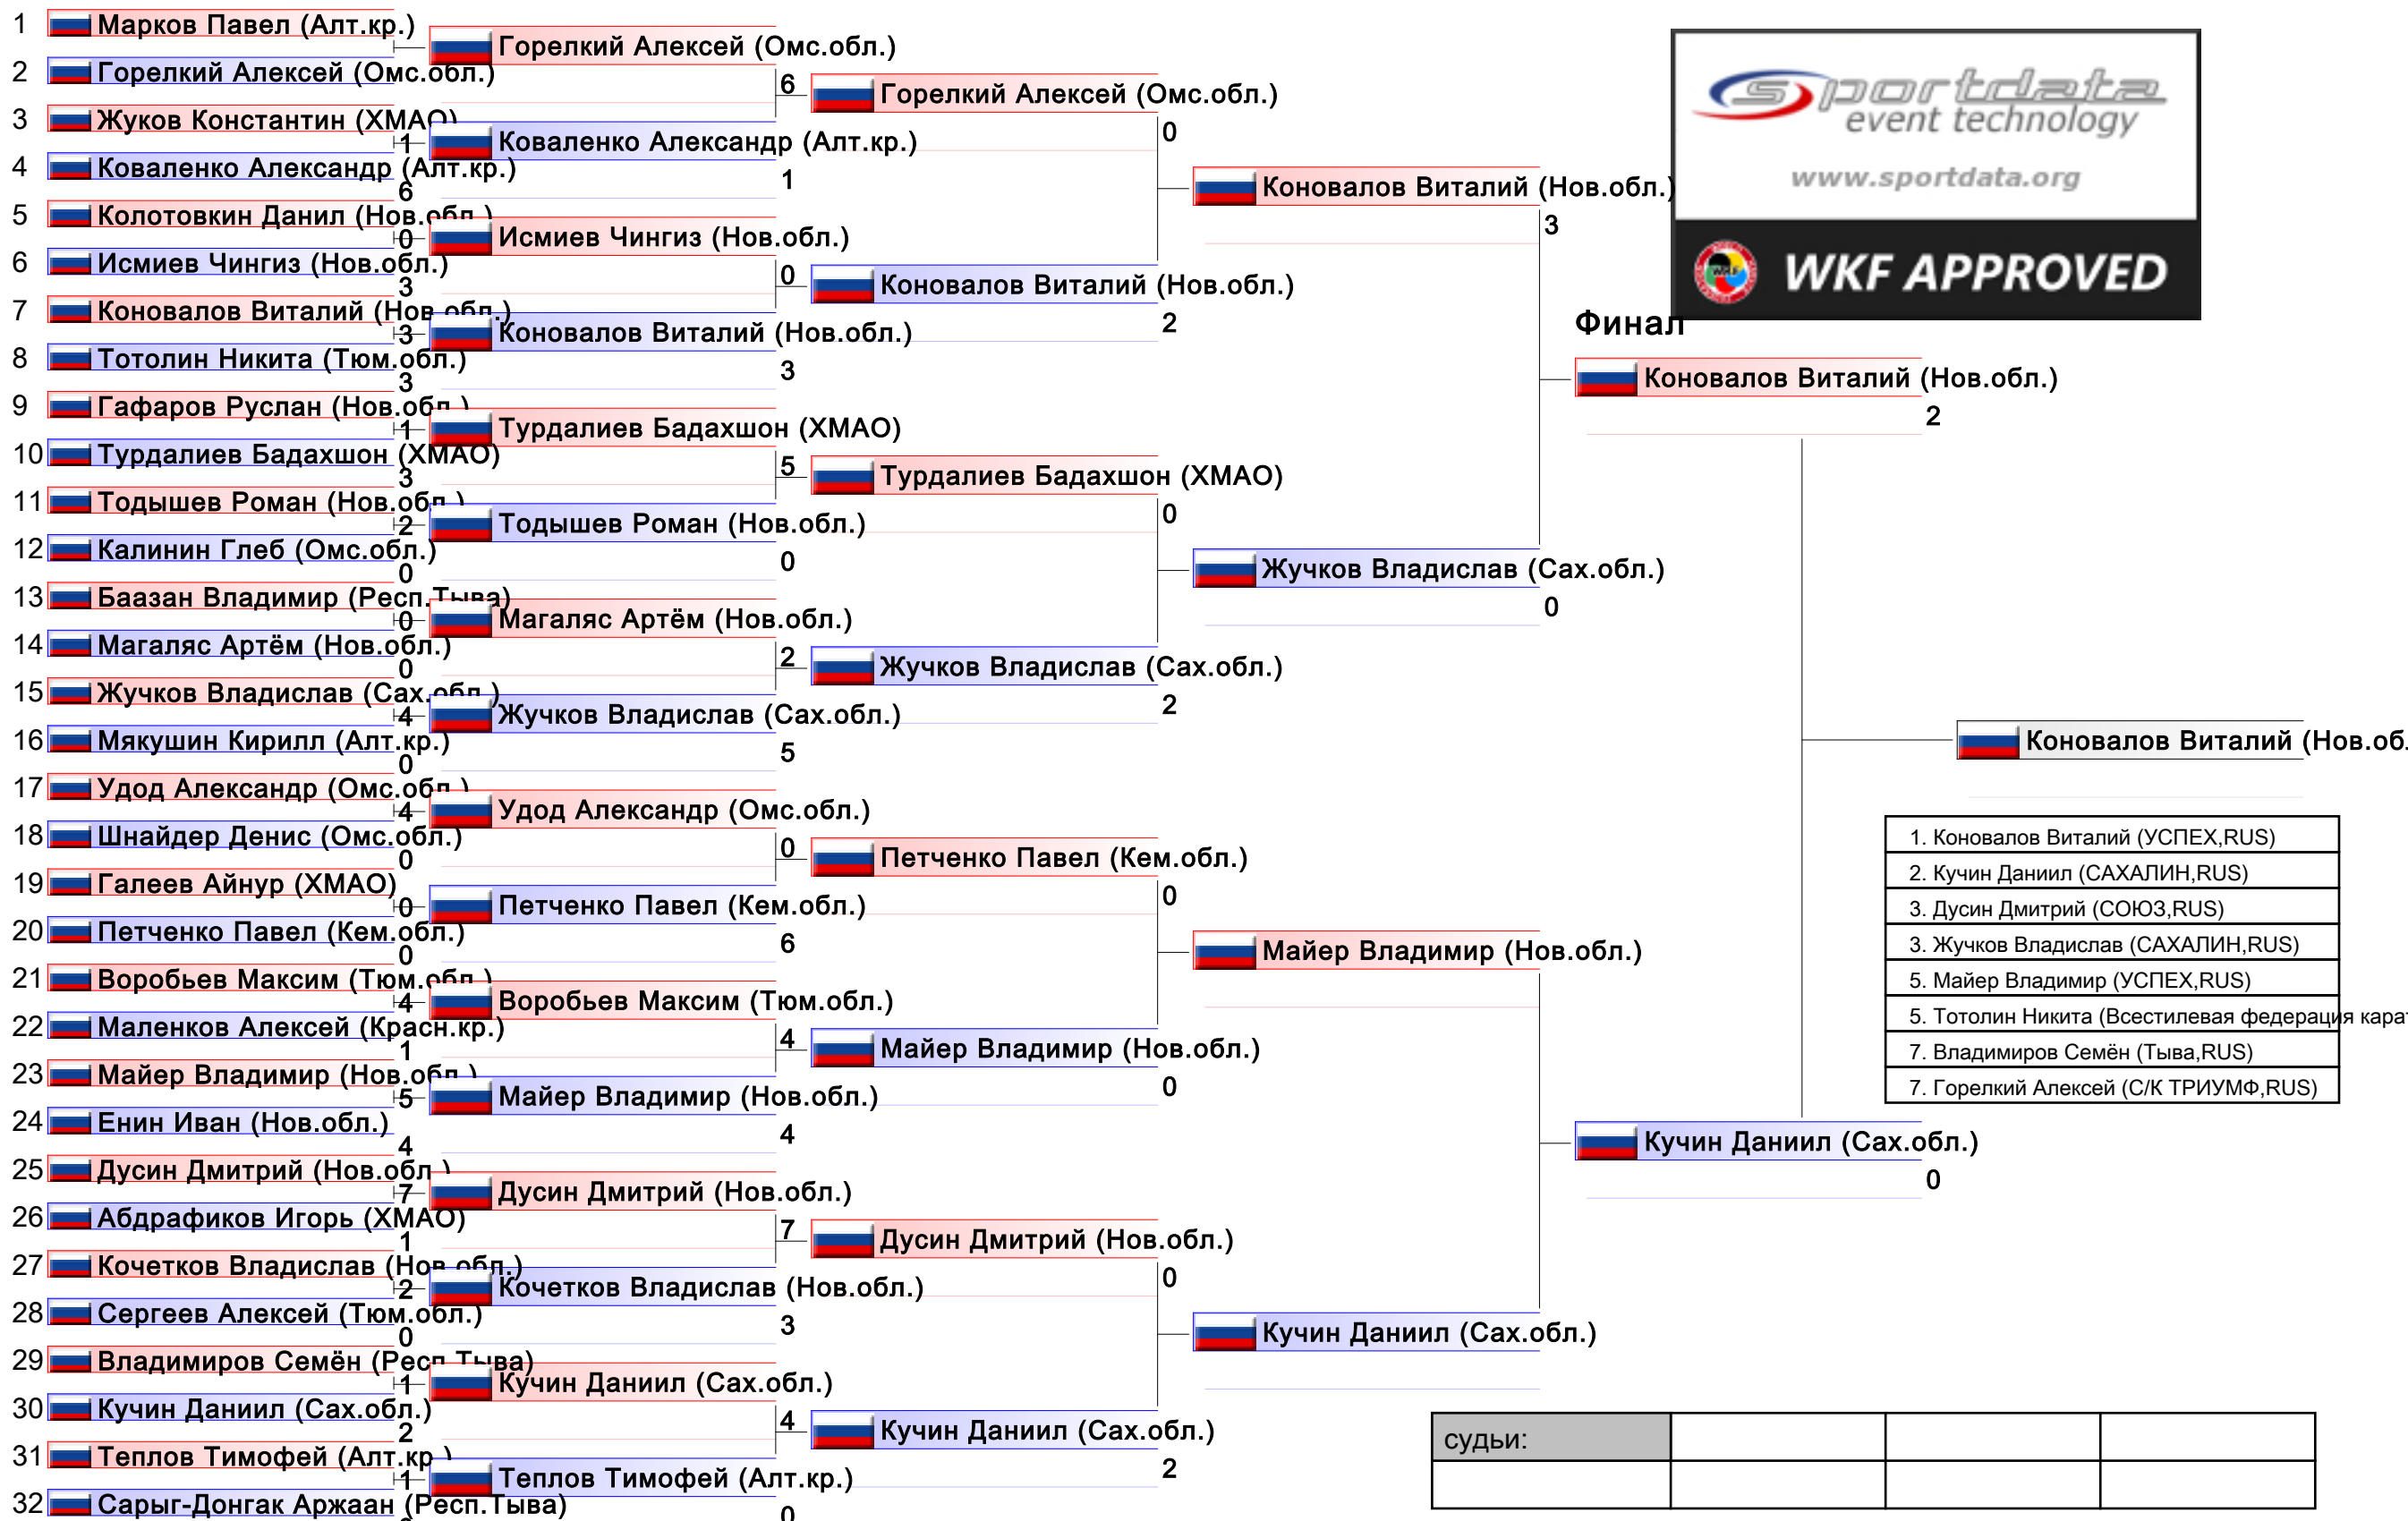 1 Марков Павел (Алт.кр.)
2 Горелкий Алексей (Омс.обл.)
3 Жуков Константин (ХМАО)
1
4 Коваленко Александр (Алт.кр.)
6
5 Колотовкин Данил (Нов.обл.)
0
6 Исмиев Чингиз (Нов.обл.)
3
7 Коновалов Виталий (Нов.обл.)
3
8 Тотолин Никита (Тюм.обл.)
3
9 Гафаров Руслан (Нов.обл.)
1
10 Турдалиев Бадахшон (ХМАО)
3
11 Тодышев Роман (Нов.обл.)
2
12 Калинин Глеб (Омс.обл.)
0
13 Баазан Владимир (Респ.Тыва)
0
14 Магаляс Артём (Нов.обл.)
0
15 Жучков Владислав (Сах.обл.)
4
16 Мякушин Кирилл (Алт.кр.)
0
17 Удод Александр (Омс.обл.)
4
18 Шнайдер Денис (Омс.обл.)
0
19 Галеев Айнур (ХМАО)
0
20 Петченко Павел (Кем.обл.)
0
21 Воробьев Максим (Тюм.обл.)
4
22 Маленков Алексей (Красн.кр.)
1
23 Майер Владимир (Нов.обл.)
5
24 Енин Иван (Нов.обл.)
4
25 Дусин Дмитрий (Нов.обл.)
7
26 Абдрафиков Игорь (ХМАО)
1
27 Кочетков Владислав (Нов.обл.)
2
28 Сергеев Алексей (Тюм.обл.)
0
29 Владимиров Семён (Респ.Тыва)
1
30 Кучин Даниил (Сах.обл.)
2
31 Теплов Тимофей (Алт.кр.)
1
32 Сарыг-Донгак Аржаан (Респ.Тыва)
Горелкий Алексей (Омс.обл.)
6
Коваленко Александр (Алт.кр.)
1
Исмиев Чингиз (Нов.обл.)
0
Коновалов Виталий (Нов.обл.)
3
Турдалиев Бадахшон (ХМАО)
5
Тодышев Роман (Нов.обл.)
0
Магаляс Артём (Нов.обл.)
2
Жучков Владислав (Сах.обл.)
5
Удод Александр (Омс.обл.)
0
Петченко Павел (Кем.обл.)
6
Воробьев Максим (Тюм.обл.)
4
Майер Владимир (Нов.обл.)
4
Дусин Дмитрий (Нов.обл.)
7
Кочетков Владислав (Нов.обл.)
3
Кучин Даниил (Сах.обл.)
4
Теплов Тимофей (Алт.кр.)
0
Горелкий Алексей (Омс.обл.)
0
Коновалов Виталий (Нов.обл.)
2
Турдалиев Бадахшон (ХМАО)
0
Жучков Владислав (Сах.обл.)
2
Петченко Павел (Кем.обл.)
0
Майер Владимир (Нов.обл.)
0
Дусин Дмитрий (Нов.обл.)
0
Кучин Даниил (Сах.обл.)
2
Коновалов Виталий (Нов.обл.)
3
Жучков Владислав (Сах.обл.)
0
Майер Владимир (Нов.обл.)
Кучин Даниил (Сах.обл.)
Финал
Коновалов Виталий (Нов.обл.)
2
Кучин Даниил (Сах.обл.)
0
sportdata
event technology
www.sportdata.org
WKF
WKF APPROVED
Коновалов Виталий (Нов.об
1. Коновалов Виталий (УСПЕХ,RUS)
2. Кучин Даниил (САХАЛИН,RUS)
3. Дусин Дмитрий (СОЮЗ,RUS)
3. Жучков Владислав (САХАЛИН,RUS)
5. Майер Владимир (УСПЕХ,RUS)
5. Тотолин Никита (Всестилевая федерация кара
7. Владимиров Семён (Тыва,RUS)
7. Горелкий Алексей (С/К ТРИУМФ,RUS)
судьи: